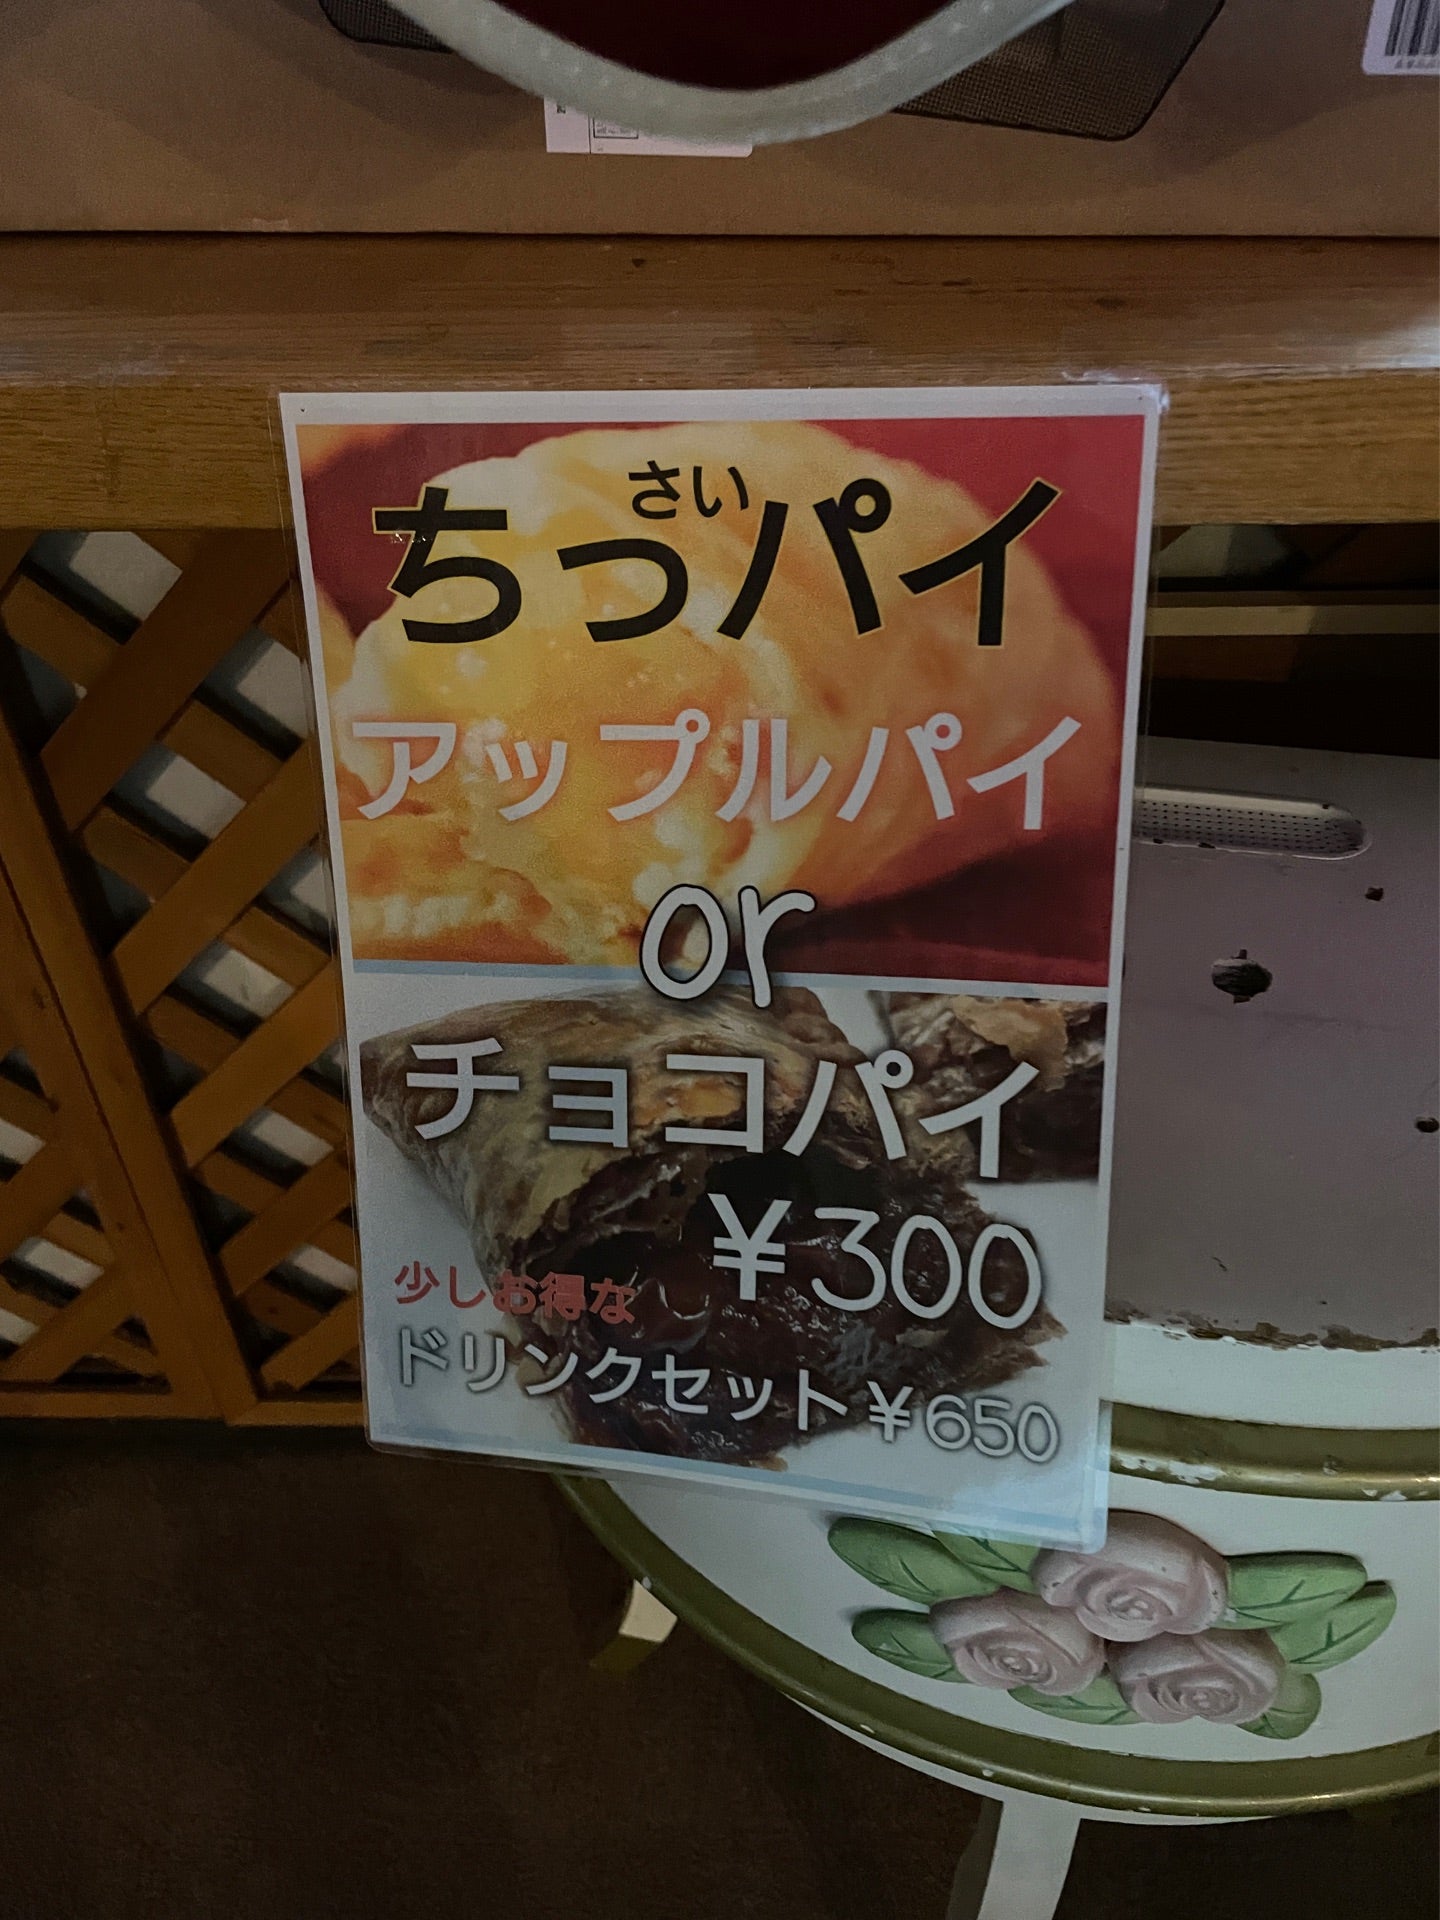 ちっさいパイ
アップルパイ
or
チョコパイ
¥300
少しお得な
ドリンクセット¥650